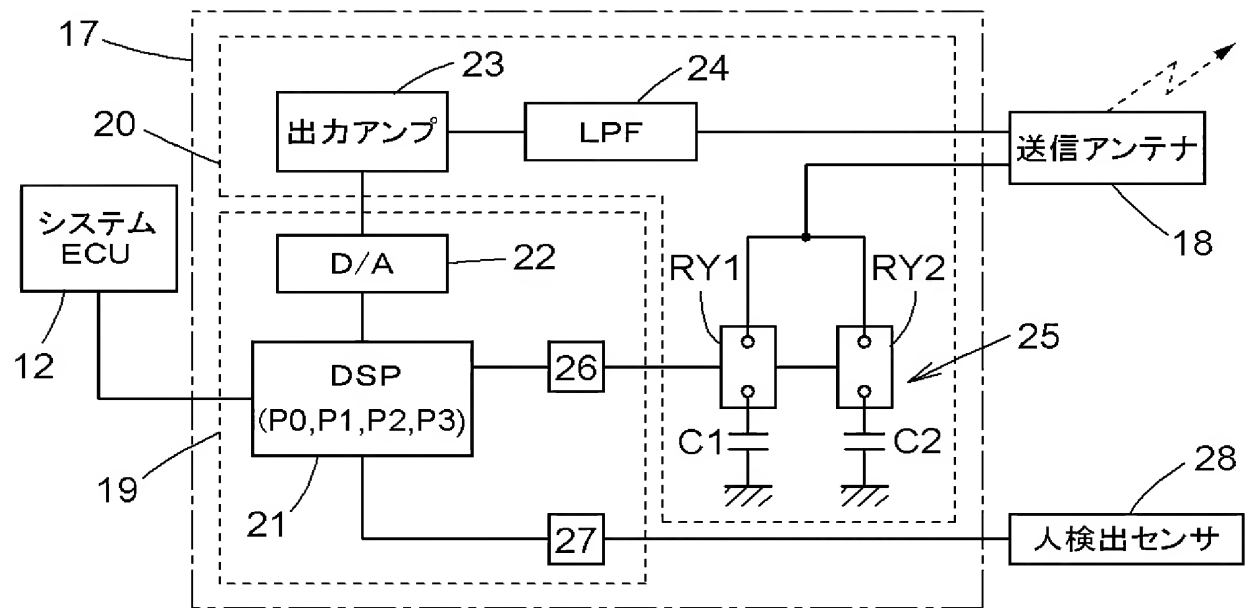 17
23
24
20
出力アンプ
LPF
送信アンテナ
18
システム
ECU
12
D/A
22
RY1
RY2
25
DSP
(P0,P1,P2,P3)
26
C1
C2
19
21
27
28
人検出センサ